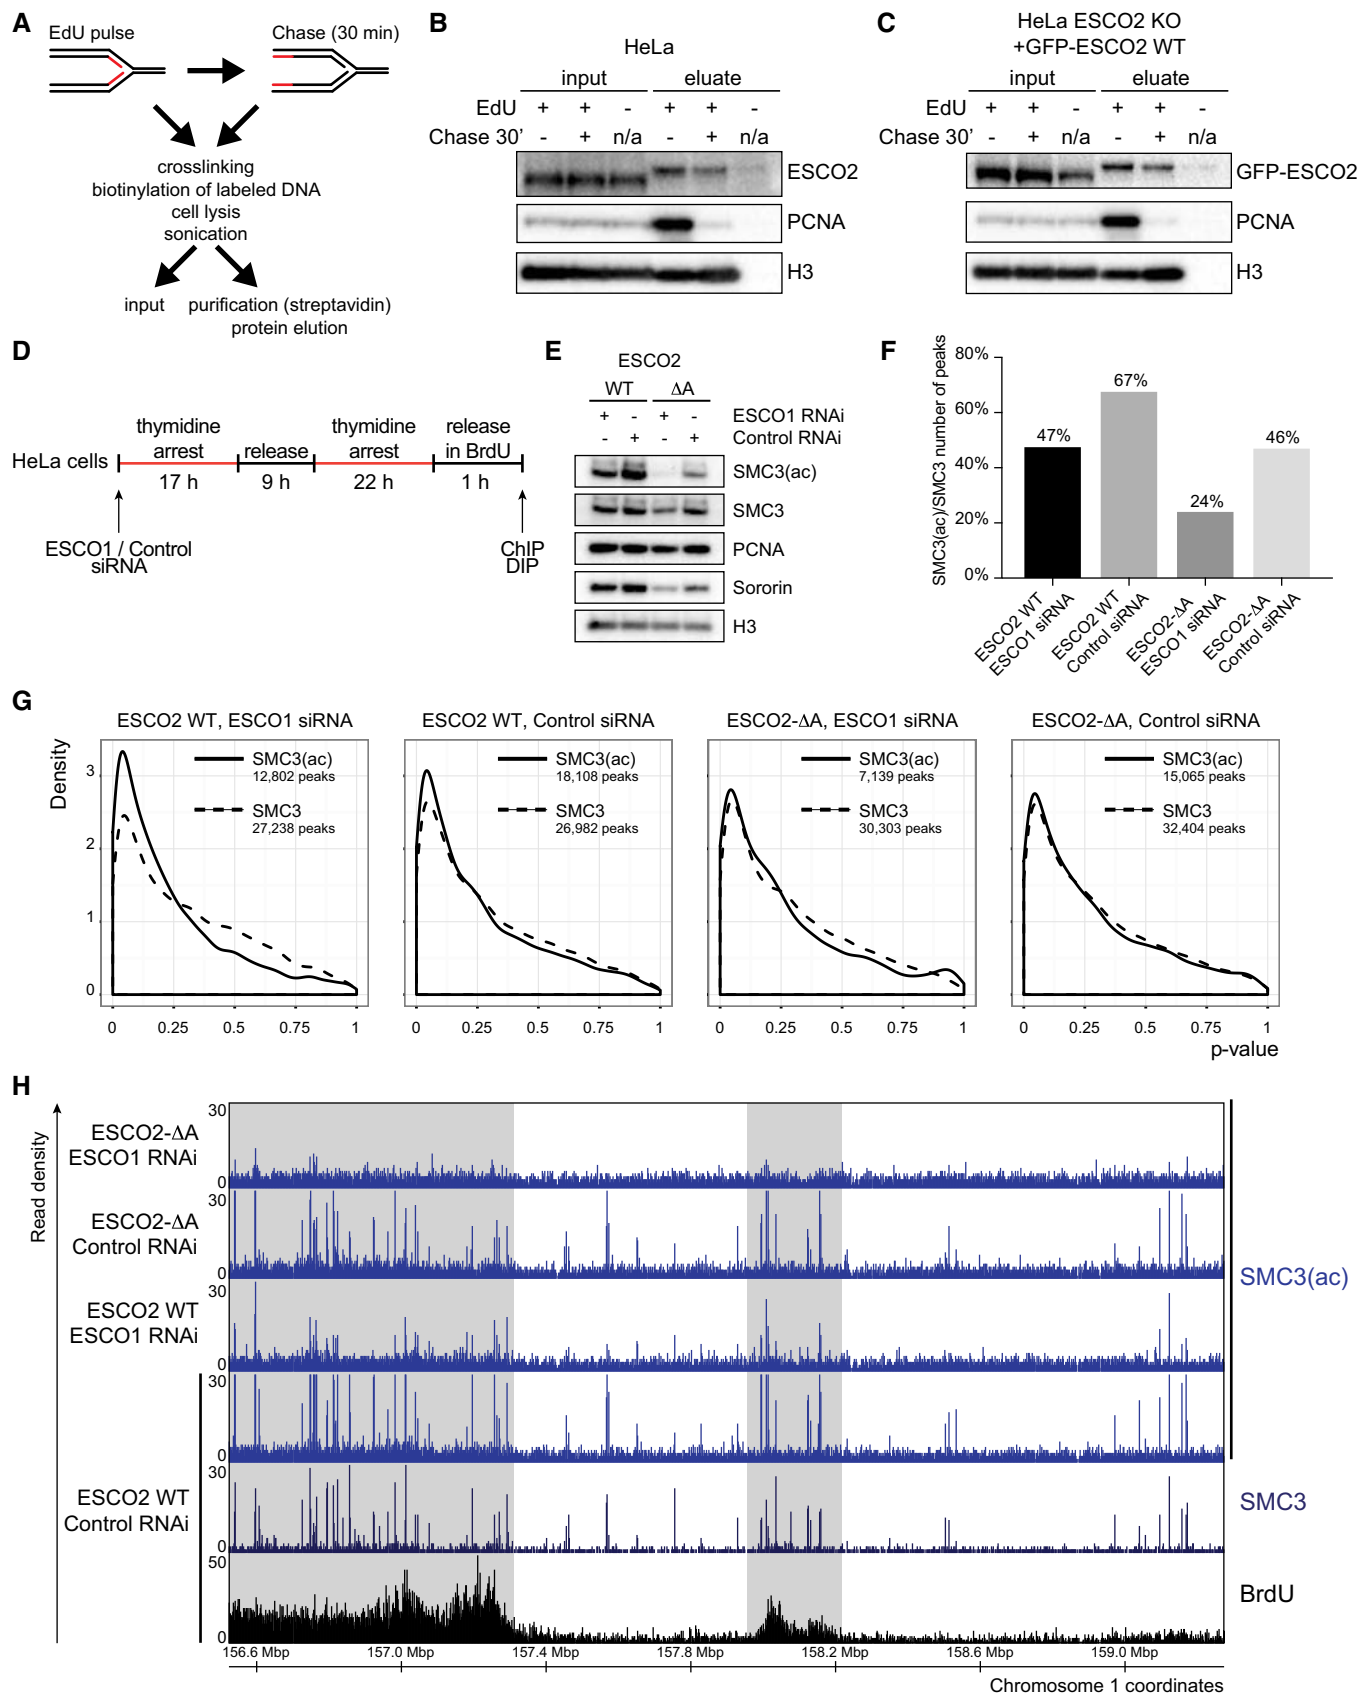 A
EdU pulse
Chase (30 min)
crosslinking
biotinylation of labeled DNA
cell lysis
sonication
input
purification (streptavidin)
protein elution
B
HeLa
input
eluate
EdU + + - + + -
Chase 30’ - + n/a - + n/a
ESCO2
PCNA
H3
C
HeLa ESCO2 KO
+GFP-ESCO2 WT
input
eluate
EdU + + - + + -
Chase 30’ - + n/a - + n/a
GFP-ESCO2
PCNA
H3
D
HeLa cells
thymidine
arrest
17 h
release
9 h
thymidine
arrest
22 h
release
in BrdU
1 h
ESCO1 / Control
siRNA
ChIP
DIP
E
ESCO2
WT ΔA
+ - + - ESCO1 RNAi
- + - + Control RNAi
SMC3(ac)
SMC3
PCNA
Sororin
H3
F
SMC3(ac)/SMC3 number of peaks
80%
60%
40%
20%
0%
47%
67%
24%
46%
ESCO2 WT
ESCO1 siRNA
ESCO2 WT
Control siRNA
ESCO2-ΔA
ESCO1 siRNA
ESCO2-ΔA
Control siRNA
G
Density
3
2
1
0
ESCO2 WT, ESCO1 siRNA
SMC3(ac)
12,802 peaks
SMC3
27,238 peaks
0 0.25 0.5 0.75 1
ESCO2 WT, Control siRNA
SMC3(ac)
18,108 peaks
SMC3
26,982 peaks
0 0.25 0.5 0.75 1
ESCO2-ΔA, ESCO1 siRNA
SMC3(ac)
7,139 peaks
SMC3
30,303 peaks
0 0.25 0.5 0.75 1
ESCO2-ΔA, Control siRNA
SMC3(ac)
15,065 peaks
SMC3
32,404 peaks
0 0.25 0.5 0.75 1
p-value
H
Read density
ESCO2-ΔA
ESCO1 RNAi
30
0
ESCO2-ΔA
Control RNAi
30
0
ESCO2 WT
ESCO1 RNAi
30
0
SMC3(ac)
30
0
ESCO2 WT
Control RNAi
30
0
SMC3
50
0
BrdU
156.6 Mbp 157.0 Mbp 157.4 Mbp 157.8 Mbp 158.2 Mbp 158.6 Mbp 159.0 Mbp
Chromosome 1 coordinates